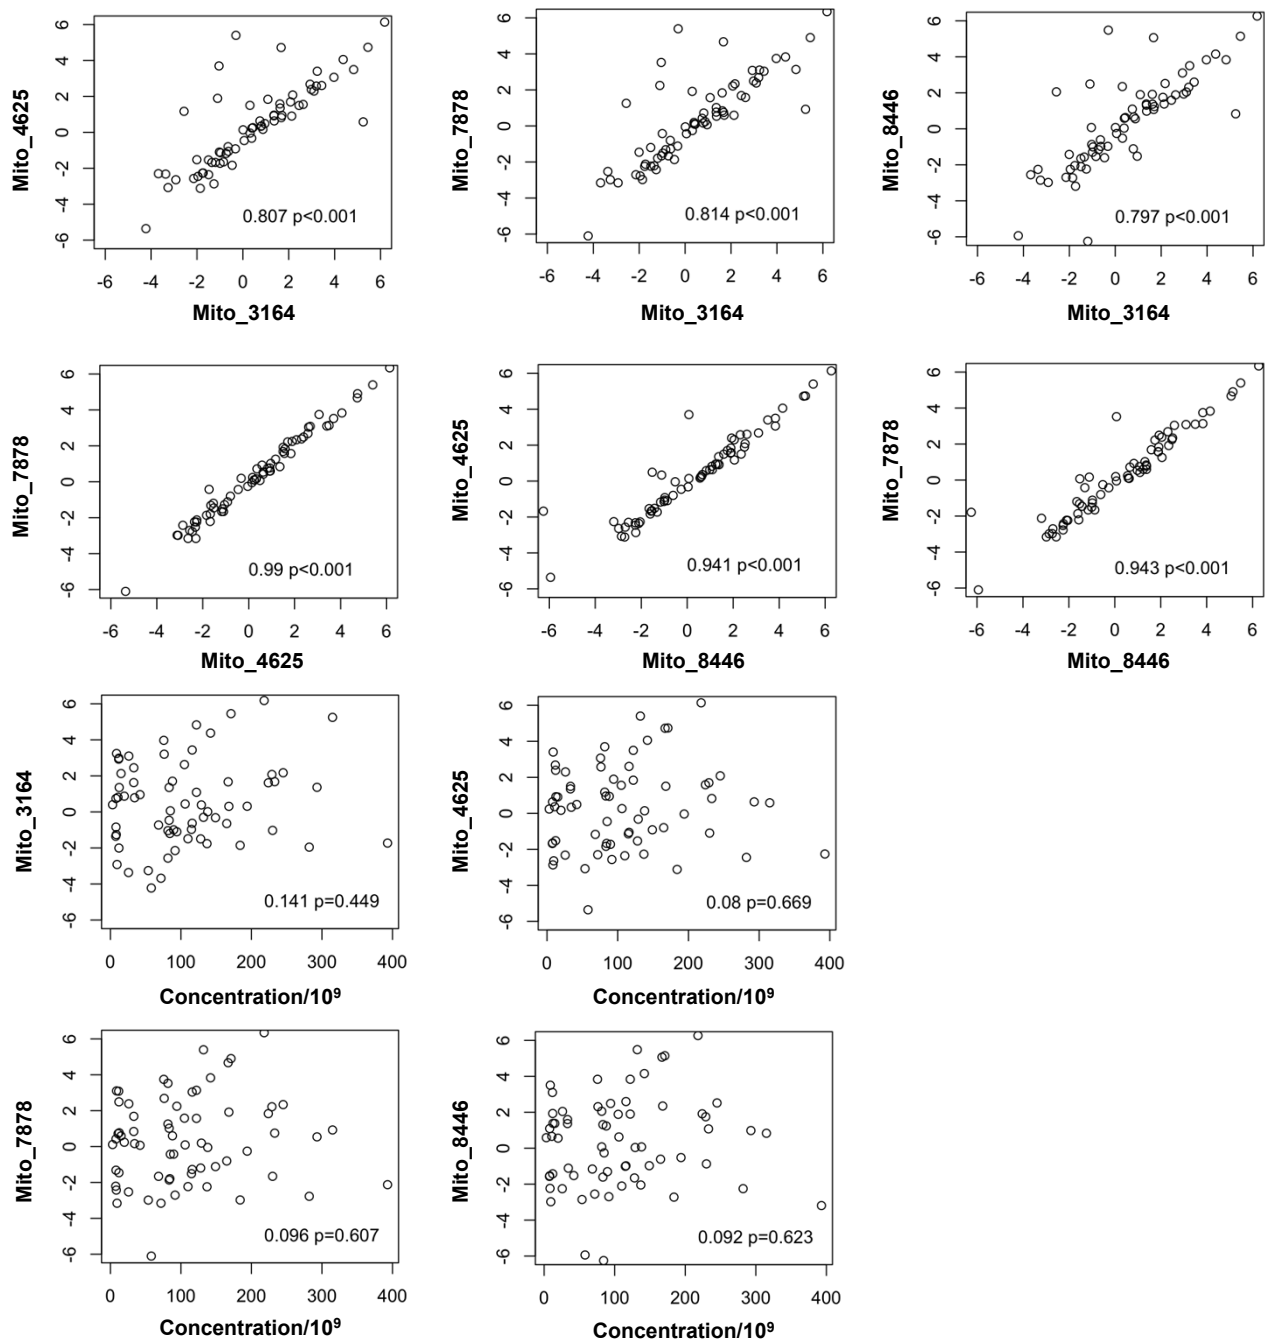 6
4
2
0
-2
-4
-6
Mito_4625
0.807 p<0.001
-6 -4 -2 0 2 4 6
Mito_3164
6
4
2
0
-2
-4
-6
Mito_7878
0.814 p<0.001
-6 -4 -2 0 2 4 6
Mito_3164
6
4
2
0
-2
-4
-6
Mito_8446
0.797 p<0.001
-6 -4 -2 0 2 4 6
Mito_3164
6
4
2
0
-2
-4
-6
Mito_7878
0.99 p<0.001
-6 -4 -2 0 2 4 6
Mito_4625
6
4
2
0
-2
-4
-6
Mito_4625
0.941 p<0.001
-6 -4 -2 0 2 4 6
Mito_8446
6
4
2
0
-2
-4
-6
Mito_7878
0.943 p<0.001
-6 -4 -2 0 2 4 6
Mito_8446
6
4
2
0
-2
-4
-6
Mito_3164
0.141 p=0.449
0 100 200 300 400
Concentration/10⁹
6
4
2
0
-2
-4
-6
Mito_4625
0.08 p=0.669
0 100 200 300 400
Concentration/10⁹
6
4
2
0
-2
-4
-6
Mito_7878
0.096 p=0.607
0 100 200 300 400
Concentration/10⁹
6
4
2
0
-2
-4
-6
Mito_8446
0.092 p=0.623
0 100 200 300 400
Concentration/10⁹